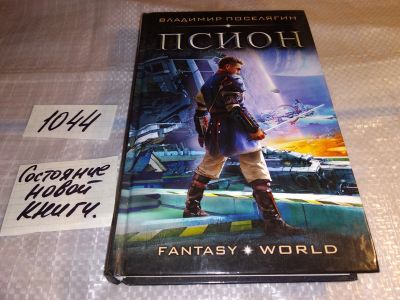 ВЛАДИМИР ПОСЕЛЯГИН
ПСИОН
1044
Состояние
новой
книги.
FANTASY WORLD